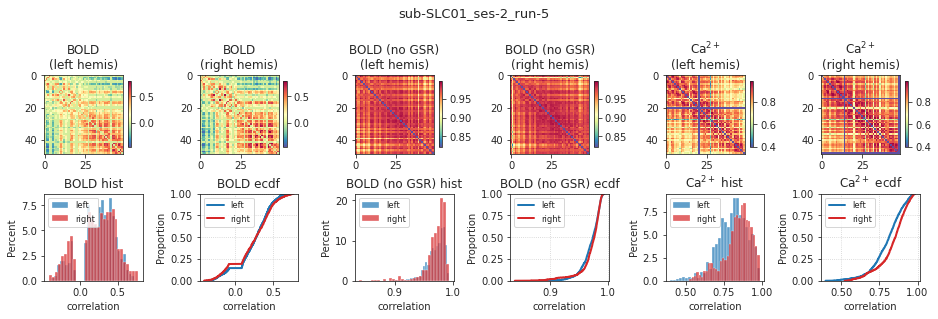 sub-SLC01_ses-2_run-5
BOLD
(left hemis)
BOLD
(right hemis)
BOLD (no GSR)
(left hemis)
BOLD (no GSR)
(right hemis)
Ca²⁺
(left hemis)
Ca²⁺
(right hemis)
0
20
40
0
25
0.5
0.0
0
20
40
0
25
0.5
0.0
0
20
40
0
25
0.95
0.90
0.85
0
20
40
0
25
0.95
0.90
0.85
0
20
40
0
25
0.8
0.6
0.4
0
20
40
0
25
0.8
0.6
0.4
BOLD hist
Percent
7.5
5.0
2.5
0.0
left
right
0.0
0.5
correlation
BOLD ecdf
Proportion
1.00
0.75
0.50
0.25
0.00
left
right
0.0
0.5
correlation
BOLD (no GSR) hist
Percent
20
10
0
left
right
0.9
1.0
correlation
BOLD (no GSR) ecdf
Proportion
1.00
0.75
0.50
0.25
0.00
left
right
0.9
1.0
correlation
Ca²⁺ hist
Percent
7.5
5.0
2.5
0.0
left
right
0.50
0.75
1.00
correlation
Ca²⁺ ecdf
Proportion
1.00
0.75
0.50
0.25
0.00
left
right
0.50
0.75
1.00
correlation